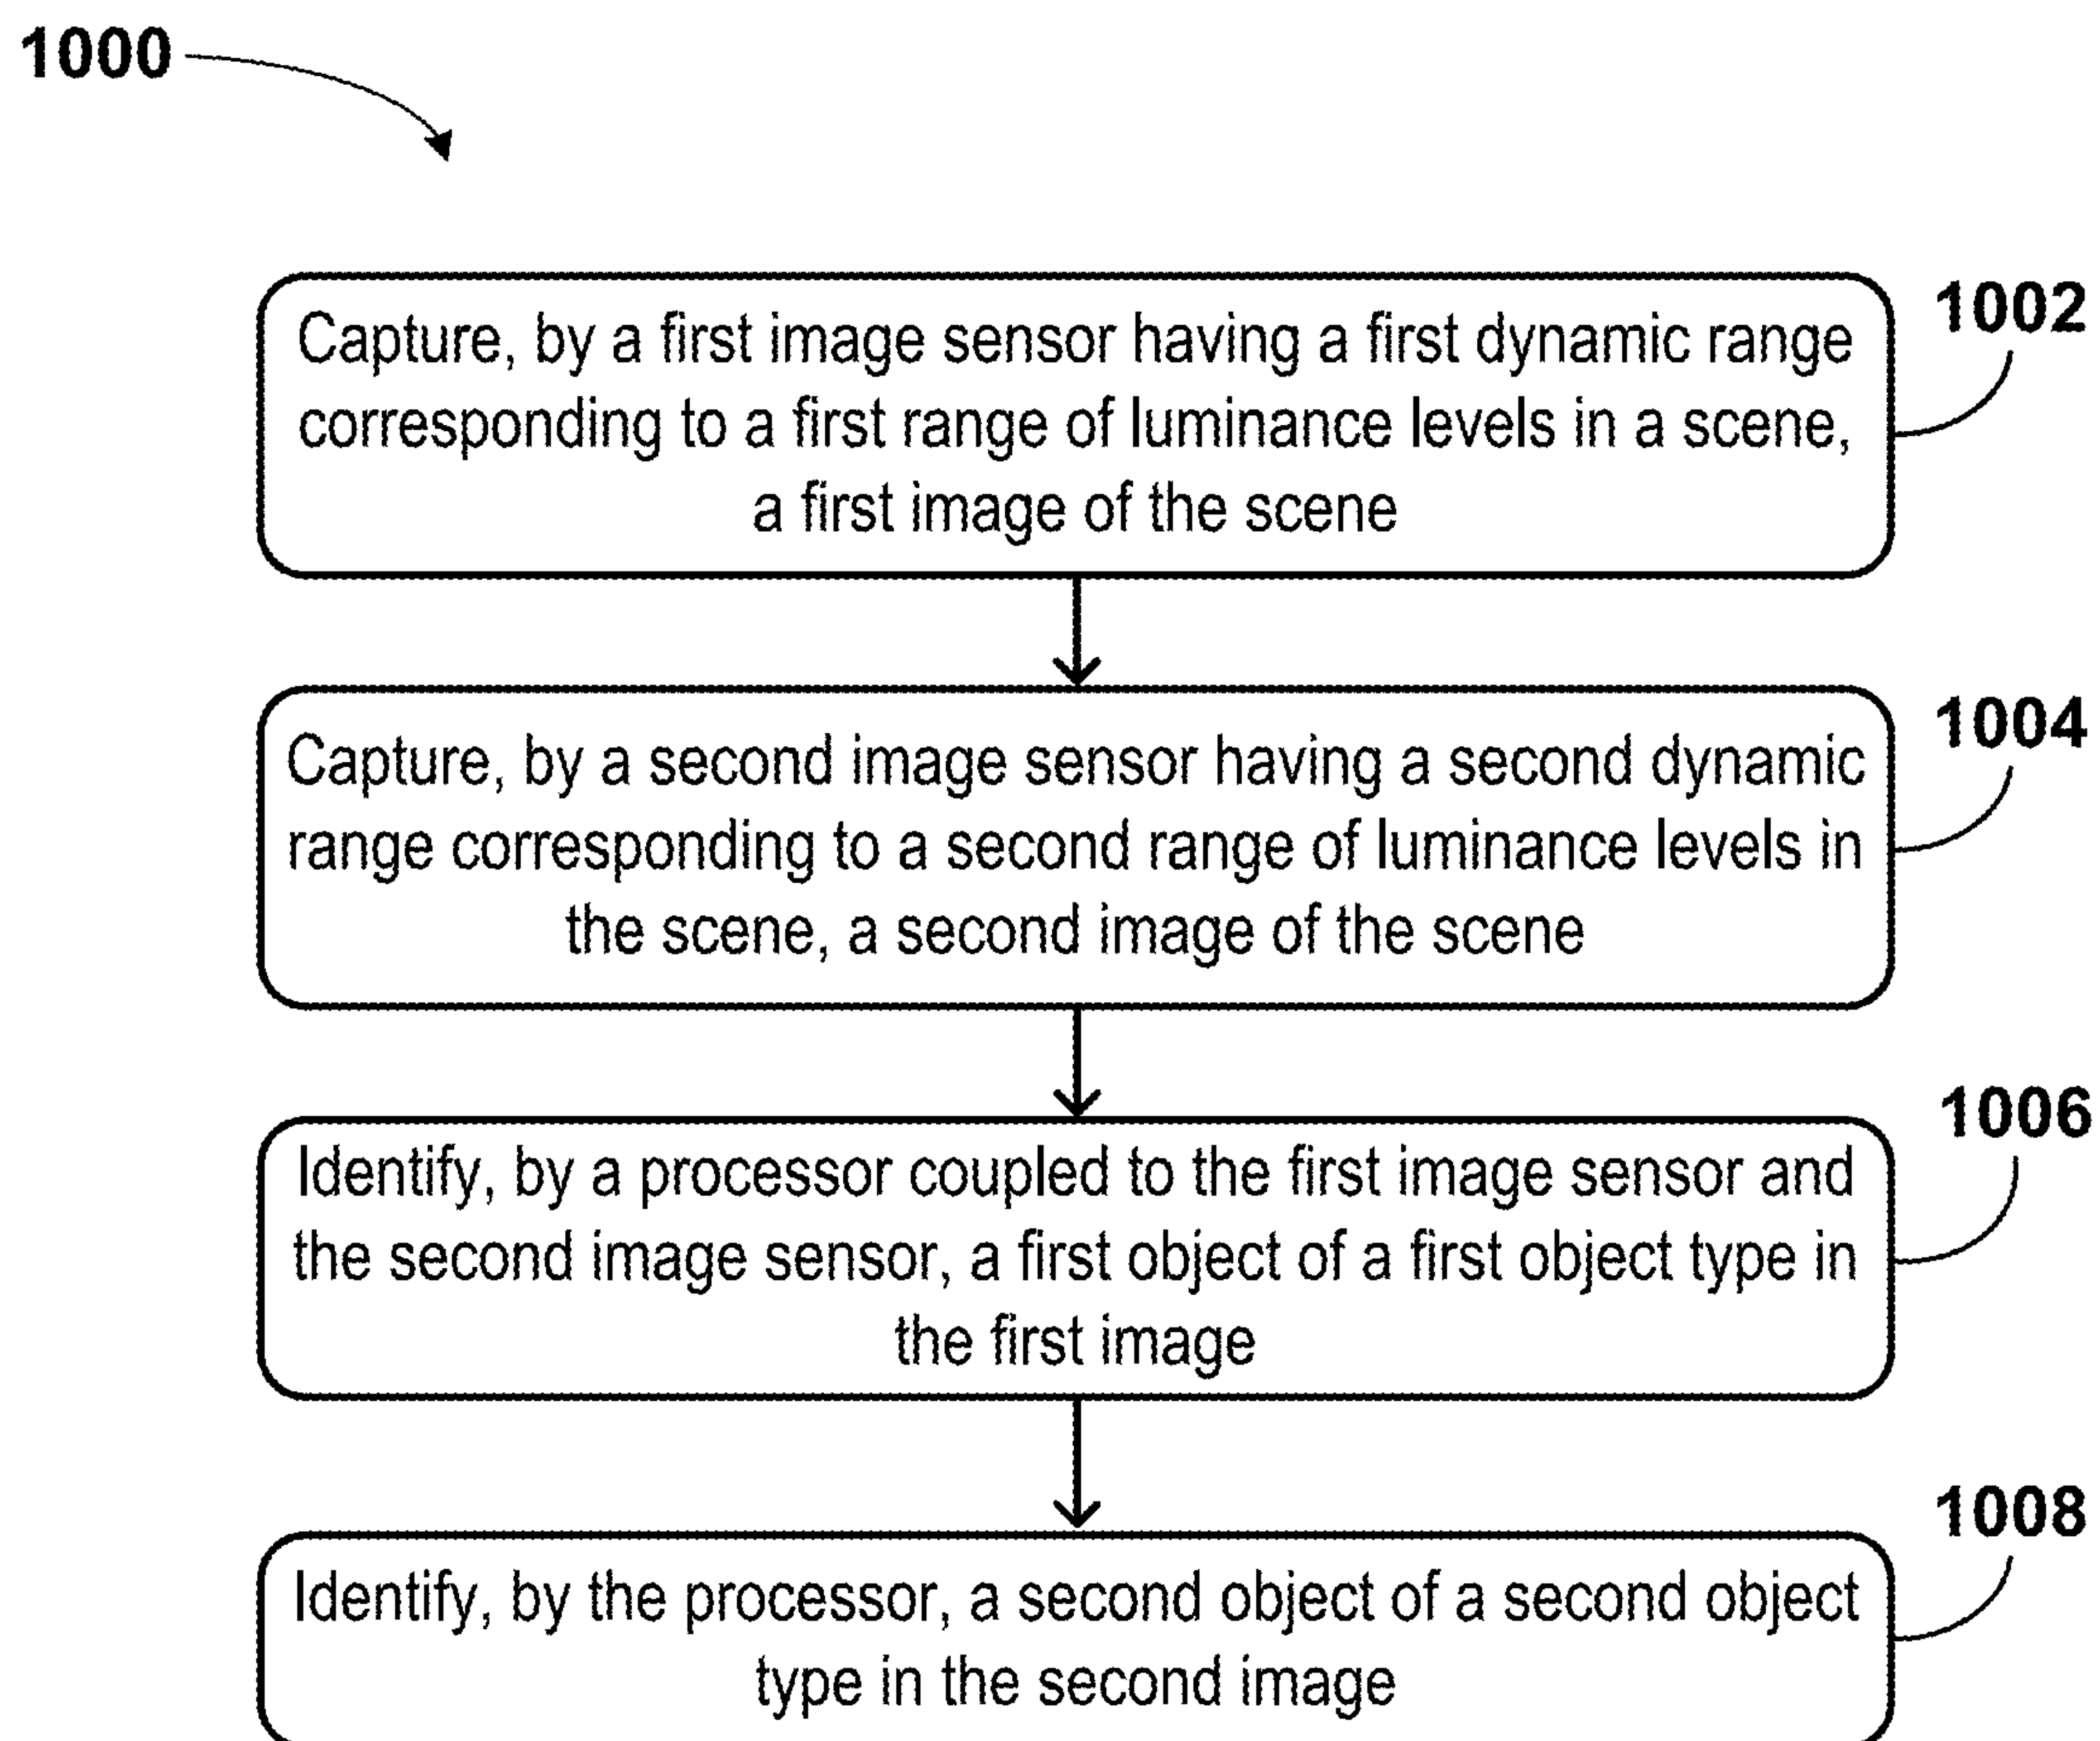 1000
Capture, by a first image sensor having a first dynamic range
corresponding to a first range of luminance levels in a scene,
a first image of the scene
1002
Capture, by a second image sensor having a second dynamic
range corresponding to a second range of luminance levels in
the scene, a second image of the scene
1004
Identify, by a processor coupled to the first image sensor and
the second image sensor, a first object of a first object type in
the first image
1006
Identify, by the processor, a second object of a second object
type in the second image
1008